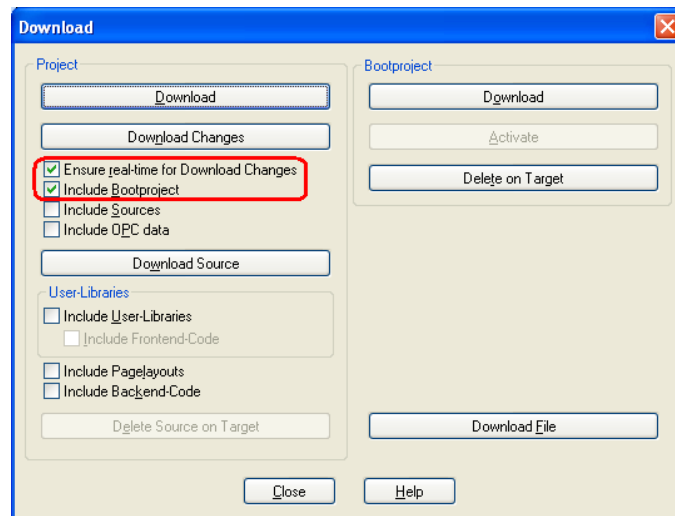 Download
Project
Download
Download Changes
Ensure real-time for Download Changes
Include Bootproject
Include Sources
Include OPC data
Download Source
User-Libraries
Include User-Libraries
Include Frontend-Code
Include Pagelayouts
Include Backend-Code
Delete Source on Target
Bootproject
Download
Activate
Delete on Target
Download File
Close
Help